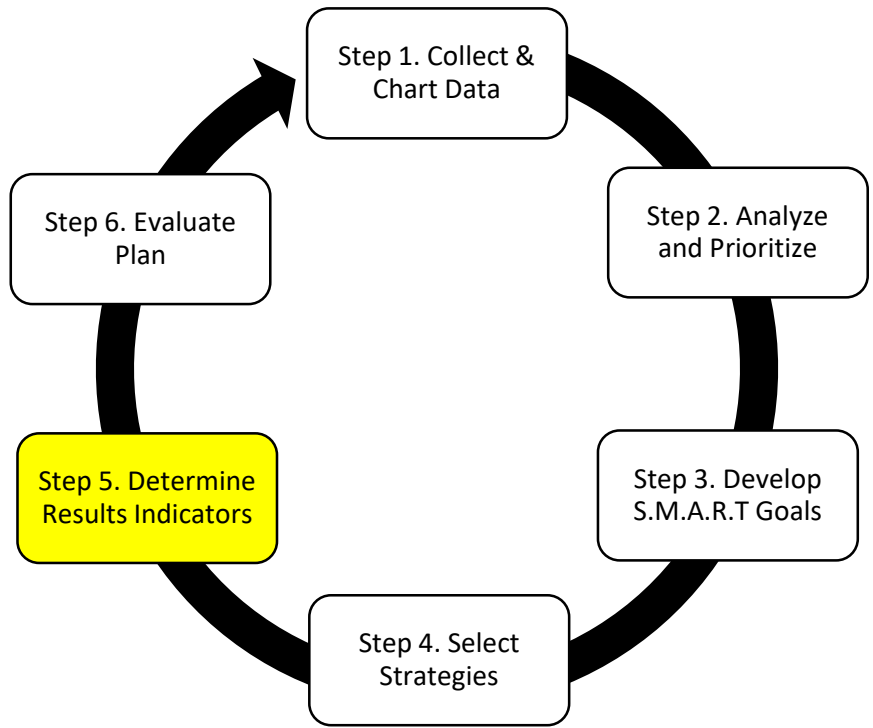 Step 1. Collect &
Chart Data
Step 2. Analyze
and Prioritize
Step 3. Develop
S.M.A.R.T Goals
Step 4. Select
Strategies
Step 5. Determine
Results Indicators
Step 6. Evaluate
Plan